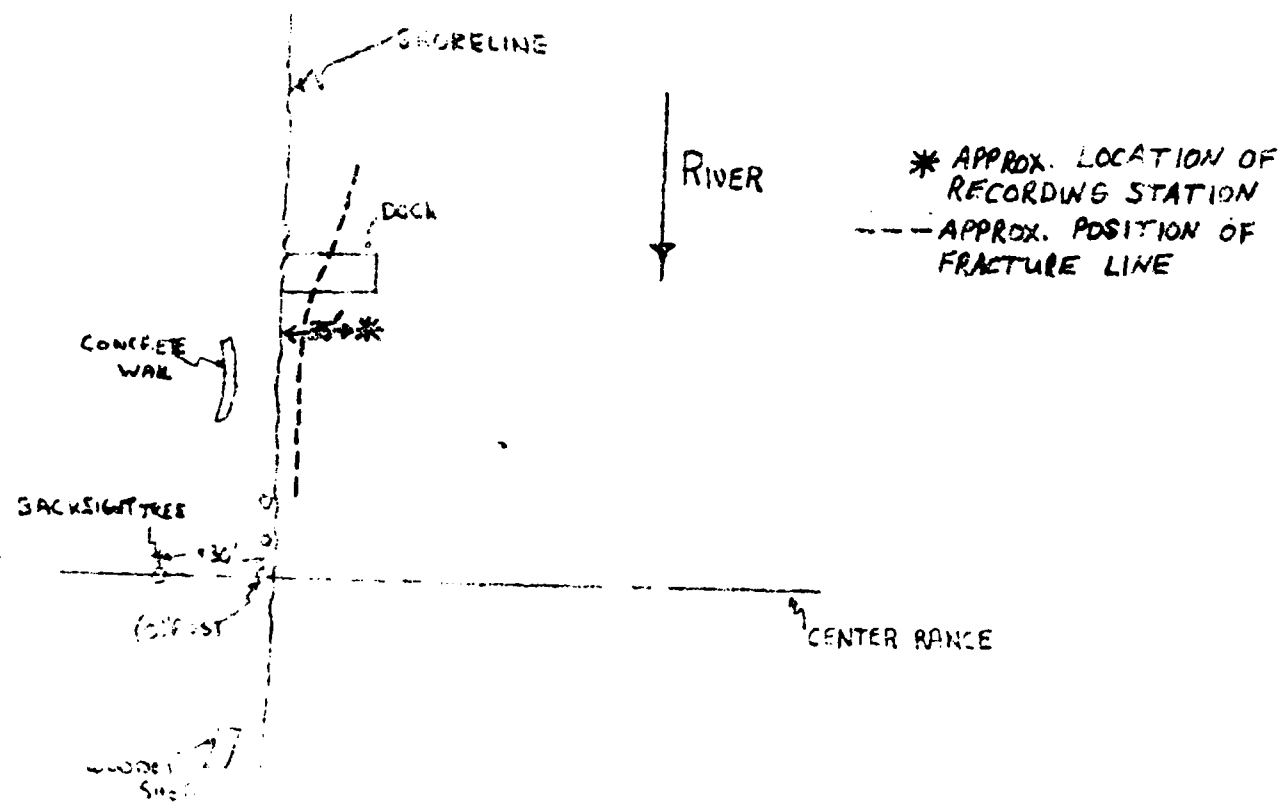 SHORELINE
RIVER
* APPROX. LOCATION OF
RECORDING STATION
--- APPROX. POSITION OF
FRACTURE LINE
DOCK
CONCRETE
WALL
BACKSIGHT TREE
CENTER RANGE